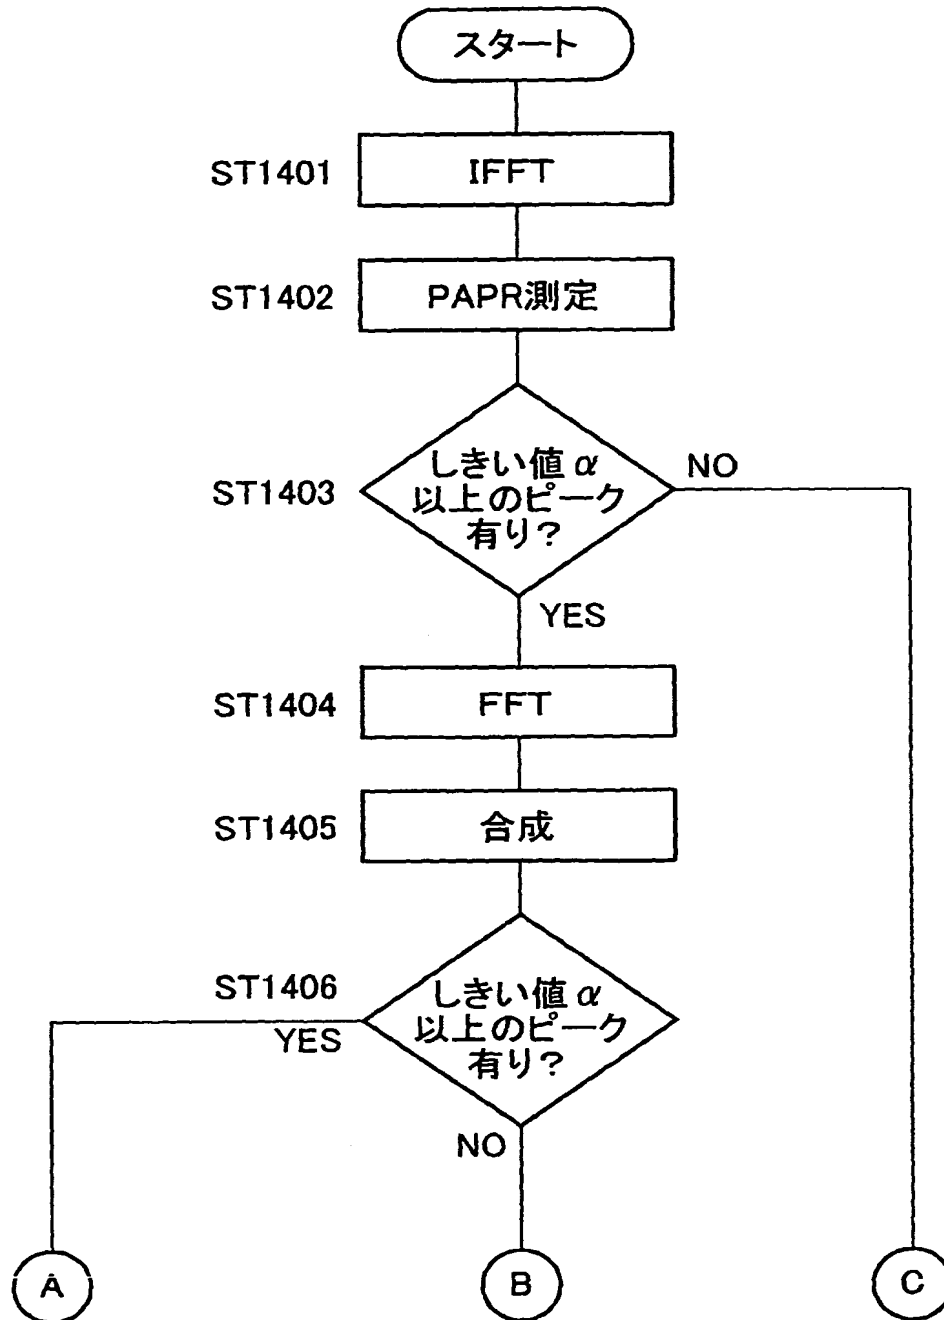 スタート
ST1401
IFFT
ST1402
PAPR測定
ST1403
しきい値α
以上のピーク
有り?
NO
YES
ST1404
FFT
ST1405
合成
ST1406
しきい値α
以上のピーク
有り?
YES
NO
A
B
C